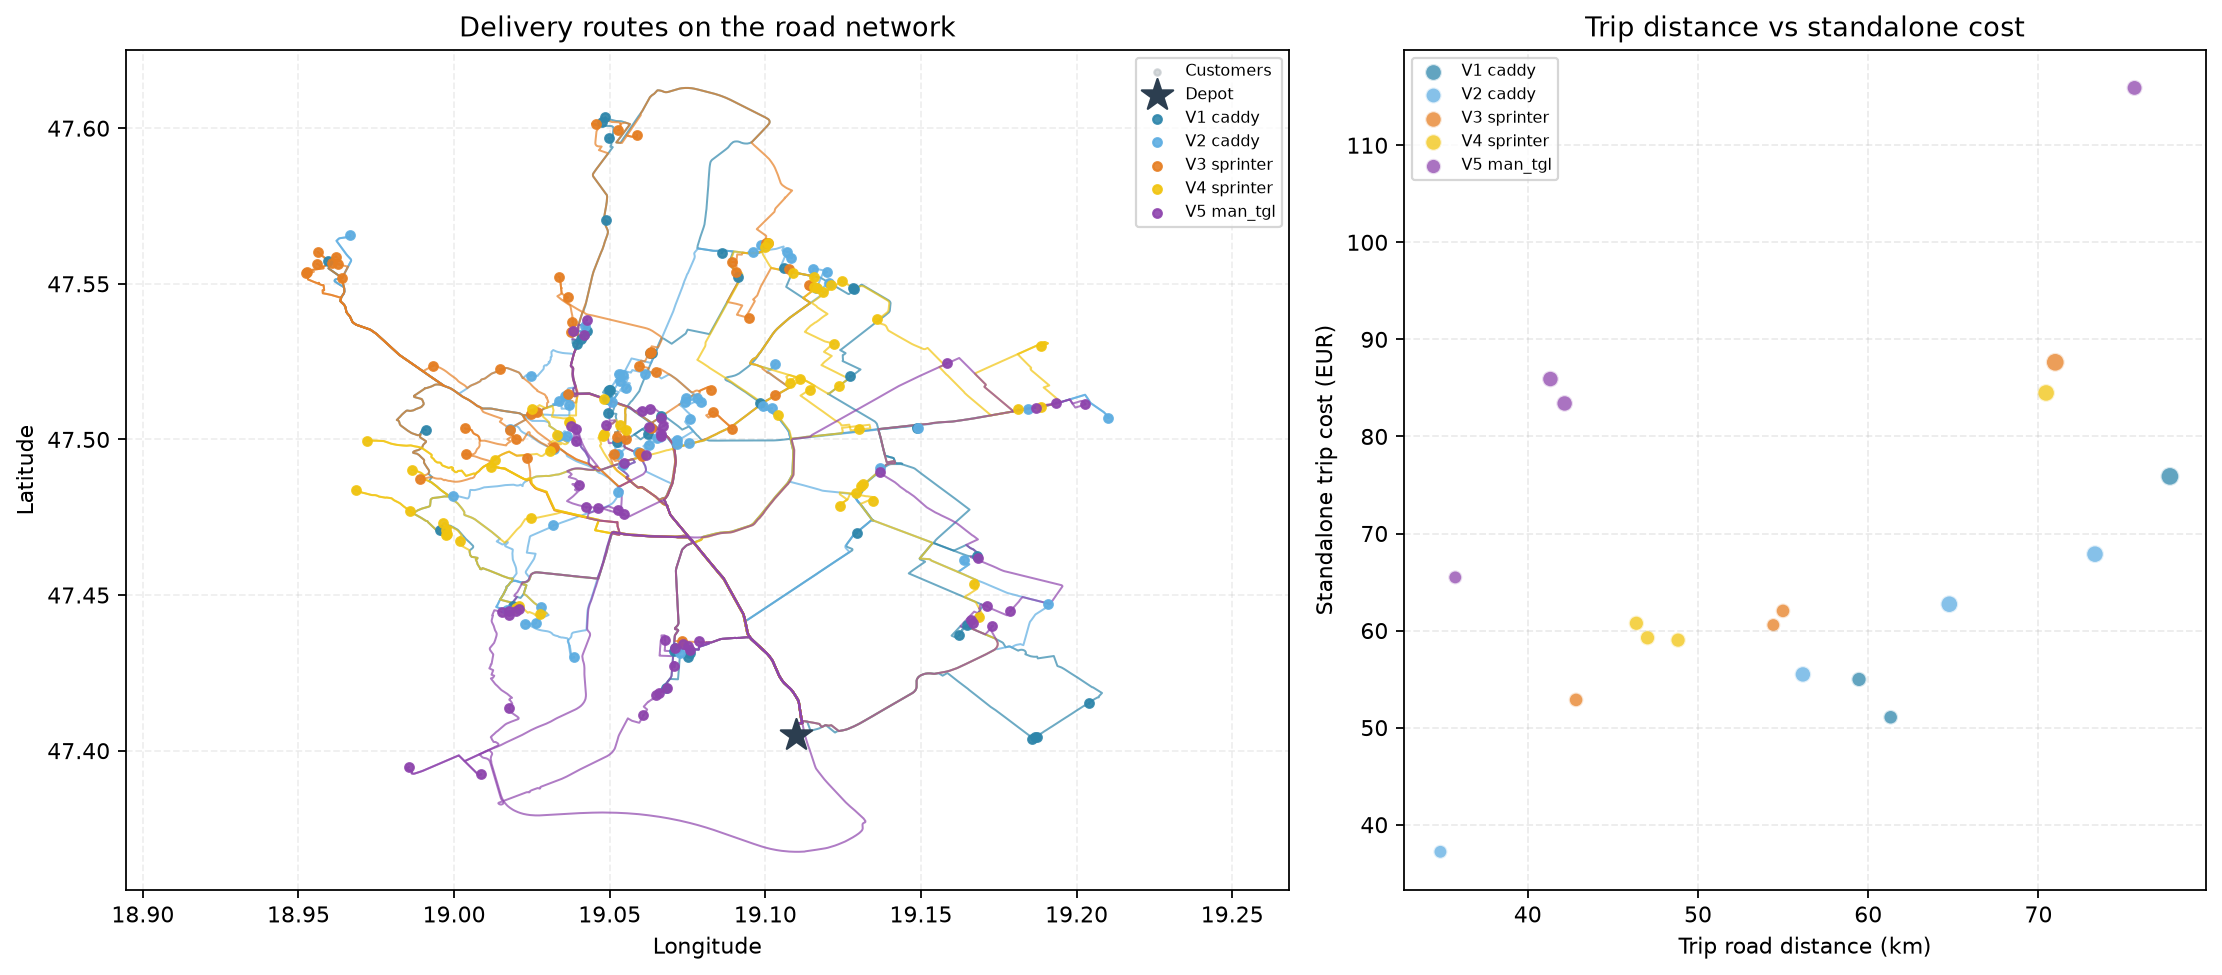 Delivery routes on the road network
Latitude
47.60
47.55
47.50
47.45
47.40
18.90
18.95
19.00
19.05
19.10
19.15
19.20
19.25
Longitude
Customers
Depot
V1 caddy
V2 caddy
V3 sprinter
V4 sprinter
V5 man_tgl
Trip distance vs standalone cost
Standalone trip cost (EUR)
110
100
90
80
70
60
50
40
40
50
60
70
Trip road distance (km)
V1 caddy
V2 caddy
V3 sprinter
V4 sprinter
V5 man_tgl